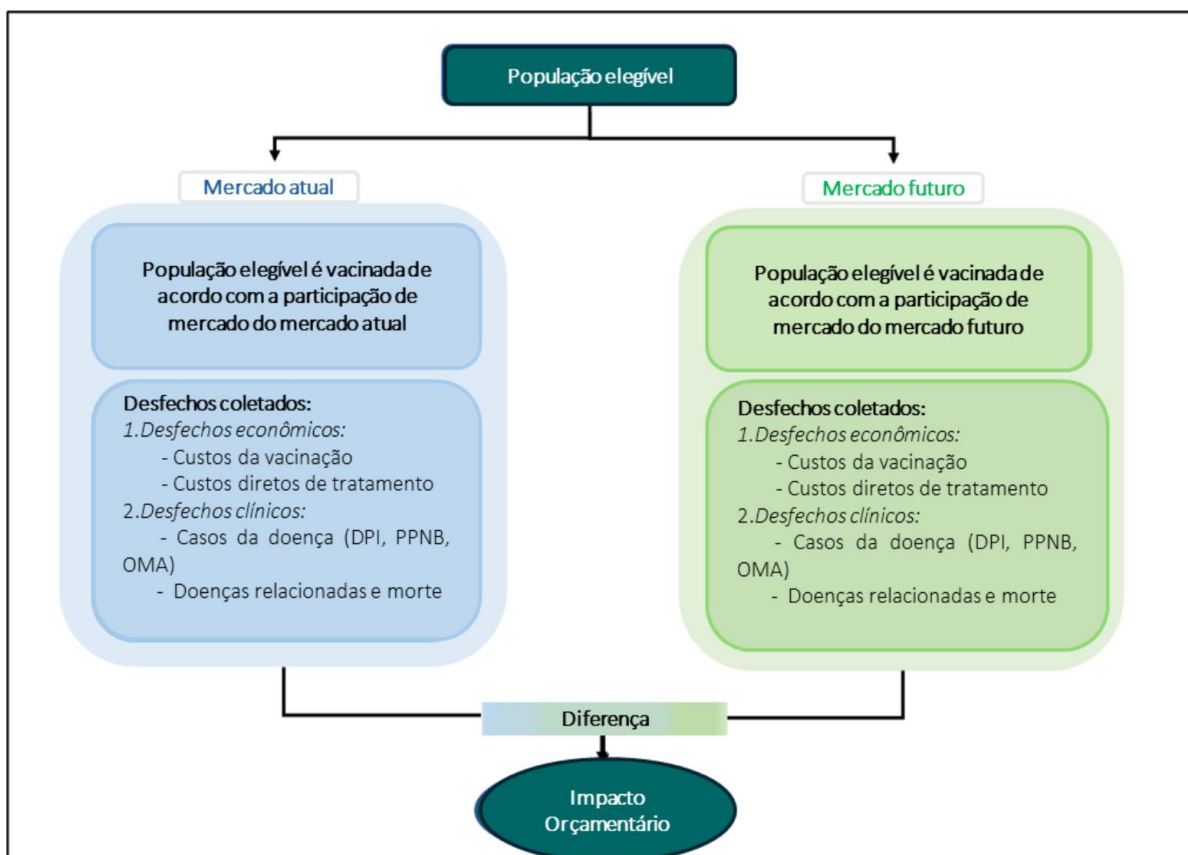 População elegível
Mercado atual
População elegível é vacinada de
acordo com a participação de
mercado do mercado atual
Desfechos coletados:
1.Desfechos econômicos:
- Custos da vacinação
- Custos diretos de tratamento
2.Desfechos clínicos:
- Casos da doença (DPI, PPNB,
OMA)
- Doenças relacionadas e morte
Mercado futuro
População elegível é vacinada de
acordo com a participação de
mercado do mercado futuro
Desfechos coletados:
1.Desfechos econômicos:
- Custos da vacinação
- Custos diretos de tratamento
2.Desfechos clínicos:
- Casos da doença (DPI, PPNB,
OMA)
- Doenças relacionadas e morte
Diferença
Impacto
Orçamentário